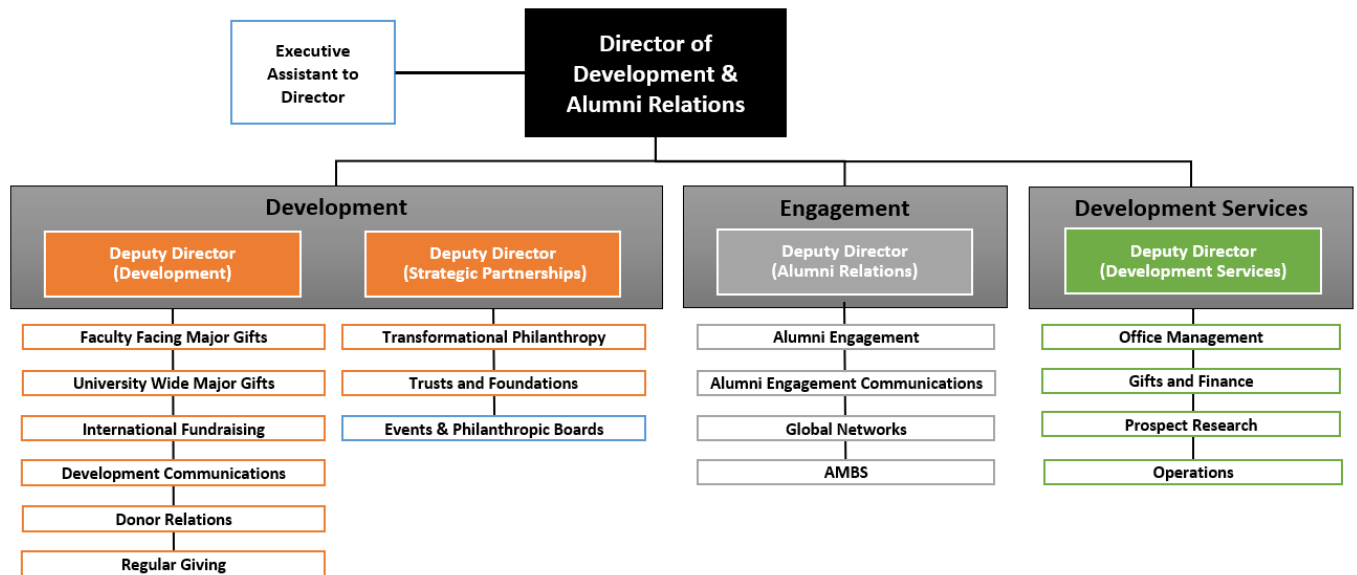 Executive
Assistant to
Director
Director of
Development &
Alumni Relations
Development
Deputy Director
(Development)
Deputy Director
(Strategic Partnerships)
Engagement
Deputy Director
(Alumni Relations)
Development Services
Deputy Director
(Development Services)
Faculty Facing Major Gifts
University Wide Major Gifts
International Fundraising
Development Communications
Donor Relations
Regular Giving
Transformational Philanthropy
Trusts and Foundations
Events & Philanthropic Boards
Alumni Engagement
Alumni Engagement Communications
Global Networks
AMBS
Office Management
Gifts and Finance
Prospect Research
Operations